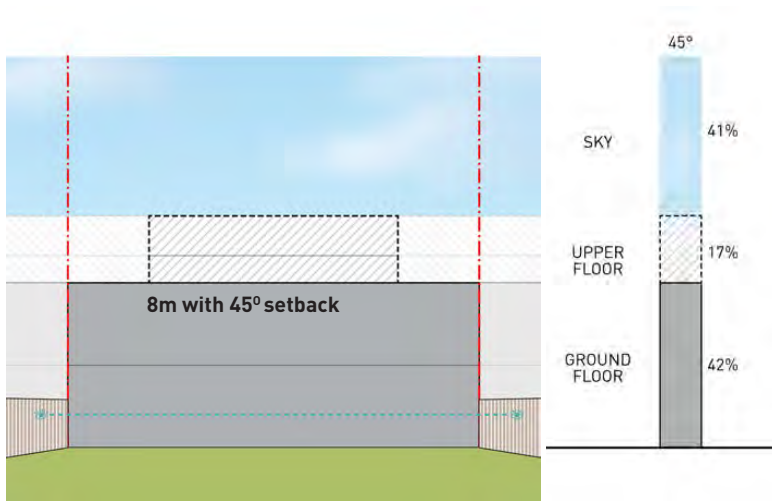 8m with 45⁰ setback
45°
SKY
41%
UPPER
FLOOR
17%
GROUND
FLOOR
42%